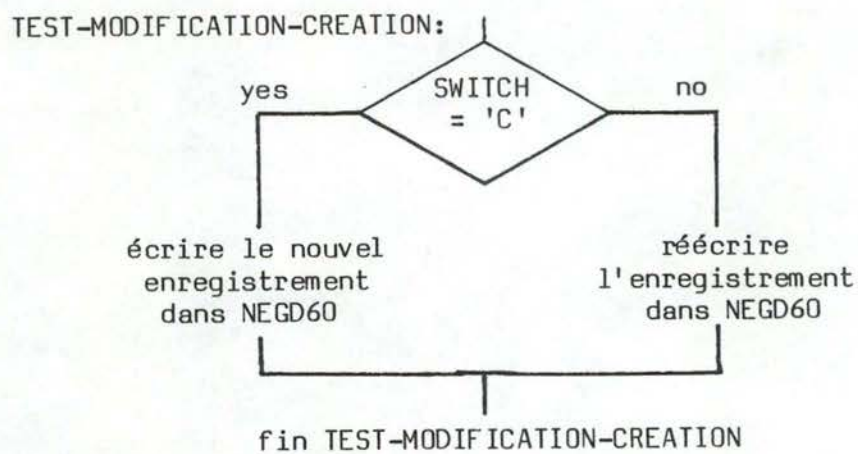 TEST-MODIFICATION-CREATION:
yes
SWITCH
= 'C'
no
écrire le nouvel
enregistrement
dans NEGD60
réécrire
l'enregistrement
dans NEGD60
fin TEST-MODIFICATION-CREATION